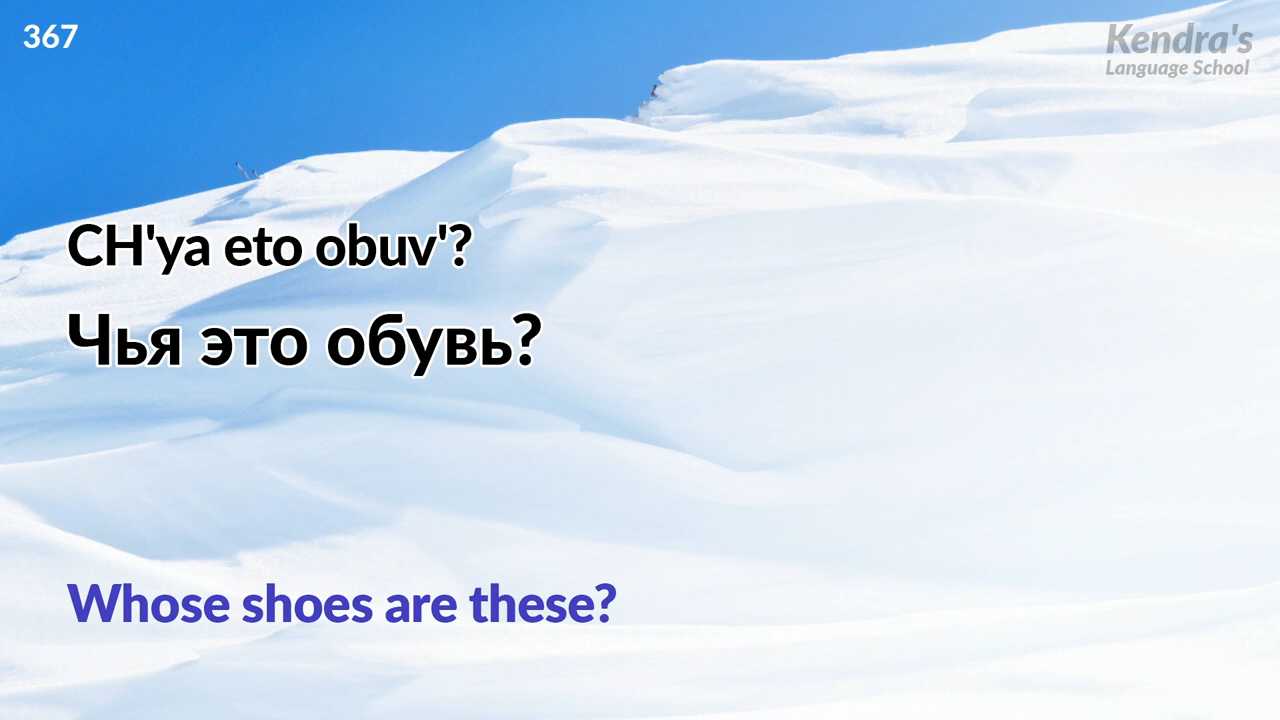 367
Kendra's
Language School
CH'ya eto obuv'?
Чья это обувь?
Whose shoes are these?